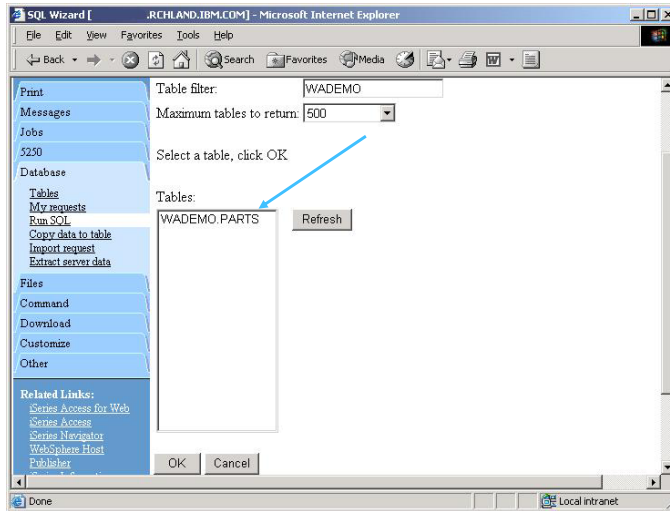 SQL Wizard [ .RCHLAND.IBM.COM] - Microsoft Internet Explorer
File Edit View Favorites Tools Help
Back Search Favorites Media
Print
Messages
Jobs
5250
Database
Tables
My requests
Run SQL
Copy data to table
Import request
Extract server data
Files
Command
Download
Customize
Other
Related Links:
iSeries Access for Web
iSeries Access
iSeries Navigator
WebSphere Host
Publisher
Table filter: WADEMO
Maximum tables to return: 500
Select a table, click OK
Tables:
WADEMO.PARTS
Refresh
OK Cancel
Done Local intranet